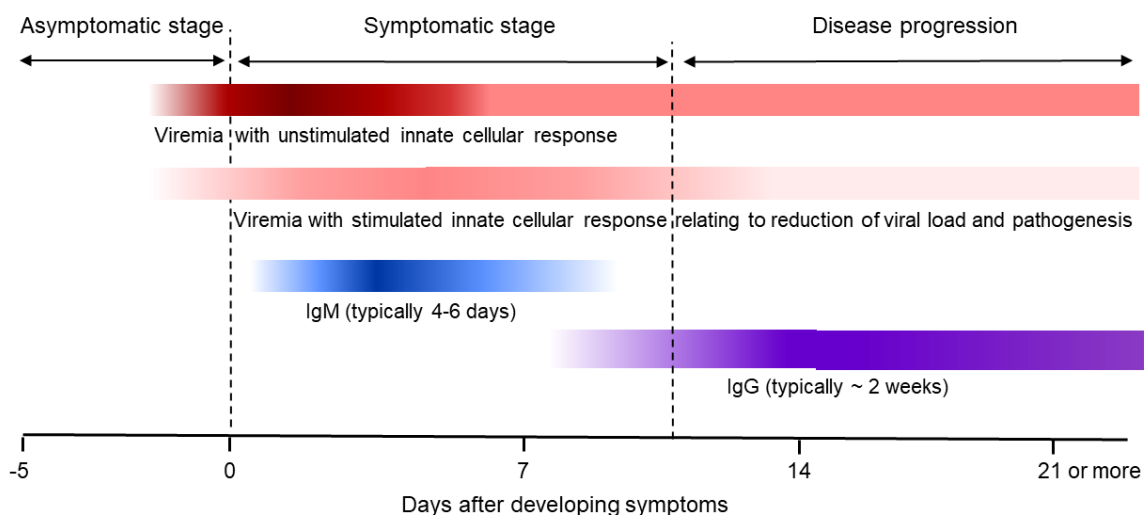 Asymptomatic stage
Symptomatic stage
Disease progression
Viremia with unstimulated innate cellular response
Viremia with stimulated innate cellular response relating to reduction of viral load and pathogenesis
IgM (typically 4-6 days)
IgG (typically ~ 2 weeks)
-5
0
7
14
21 or more
Days after developing symptoms